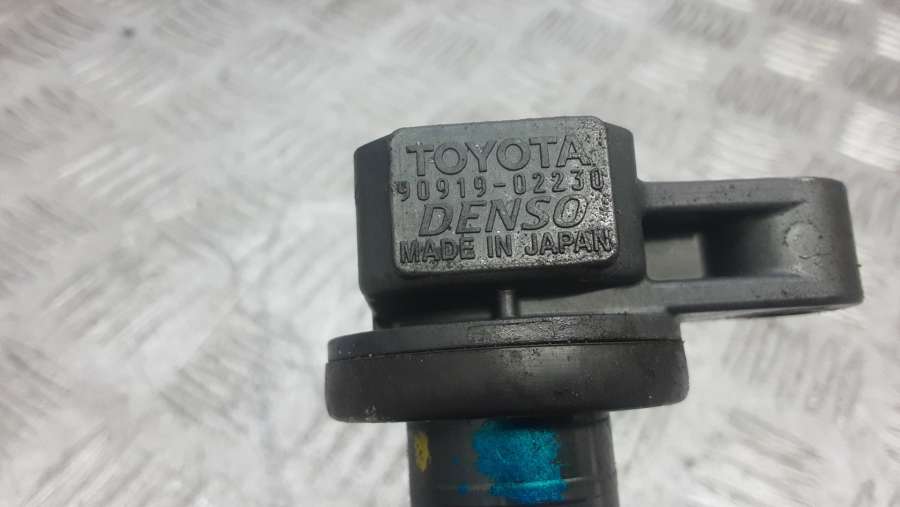 TOYOTA
90919-02230
DENSO
MADE IN JAPAN